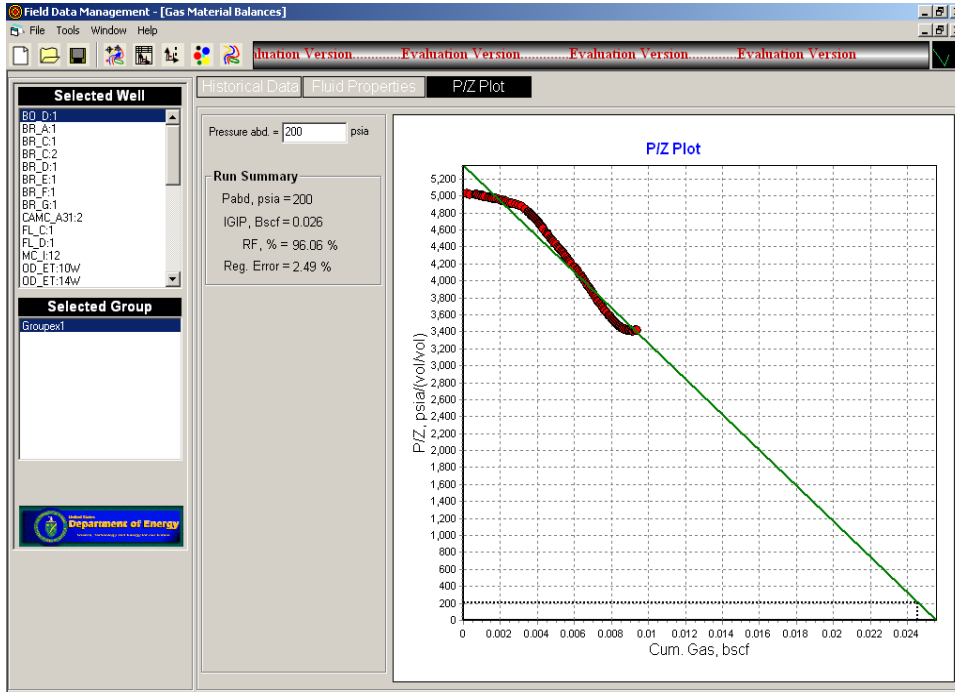 Field Data Management - [Gas Material Balances]
File Tools Window Help
luation Version.............Evaluation Version.............Evaluation Version.............Evaluation Version
Selected Well
BO_D:1
BR_A:1
BR_C:1
BR_C:2
BR_D:1
BR_E:1
BR_F:1
BR_G:1
CAMC_A31:2
FL_C:1
FL_D:1
MC_I:12
OD_ET:10W
OD_ET:14W
Selected Group
Groupex1
United States
Department of Energy
Historical Data Fluid Properties P/Z Plot
Pressure abd. = 200 psia
Run Summary
Pabd, psia = 200
IGIP, Bscf = 0.026
RF, % = 96.06 %
Reg. Error = 2.49 %
P/Z Plot
P/Z, psia/(vol/vol)
5,200
5,000
4,800
4,600
4,400
4,200
4,000
3,800
3,600
3,400
3,200
3,000
2,800
2,600
2,400
2,200
2,000
1,800
1,600
1,400
1,200
1,000
800
600
400
200
0
0 0.002 0.004 0.006 0.008 0.01 0.012 0.014 0.016 0.018 0.02 0.022 0.024
Cum. Gas, bscf